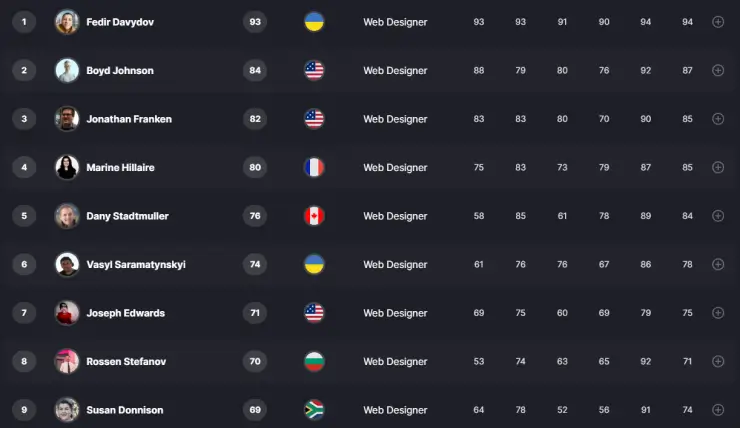 1 Fedir Davydov 93 Web Designer 93 93 91 90 94 94
2 Boyd Johnson 84 Web Designer 88 79 80 76 92 87
3 Jonathan Franken 82 Web Designer 83 83 80 70 90 85
4 Marine Hillaire 80 Web Designer 75 83 73 79 87 85
5 Dany Stadtmuller 76 Web Designer 58 85 61 78 89 84
6 Vasyl Saramatynskyi 74 Web Designer 61 76 76 67 86 78
7 Joseph Edwards 71 Web Designer 69 75 60 69 79 75
8 Rossen Stefanov 70 Web Designer 53 74 63 65 92 71
9 Susan Donnison 69 Web Designer 64 78 52 56 91 74